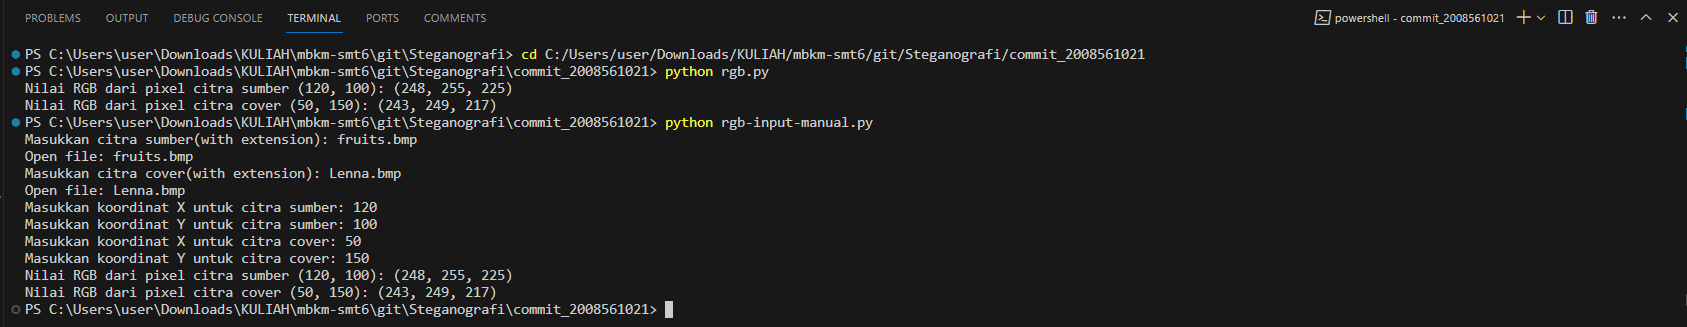 PROBLEMS OUTPUT DEBUG CONSOLE TERMINAL PORTS COMMENTS powershell - commit_2008561021
PS C:\Users\user\Downloads\KULIAH\mbkm-smt6\git\Steganografi> cd C:/Users/user/Downloads/KULIAH/mbkm-smt6/git/Steganografi/commit_2008561021
PS C:\Users\user\Downloads\KULIAH\mbkm-smt6\git\Steganografi\commit_2008561021> python rgb.py
Nilai RGB dari pixel citra sumber (120, 100): (248, 255, 225)
Nilai RGB dari pixel citra cover (50, 150): (243, 249, 217)
PS C:\Users\user\Downloads\KULIAH\mbkm-smt6\git\Steganografi\commit_2008561021> python rgb-input-manual.py
Masukkan citra sumber(with extension): fruits.bmp
Open file: fruits.bmp
Masukkan citra cover(with extension): Lenna.bmp
Open file: Lenna.bmp
Masukkan koordinat X untuk citra sumber: 120
Masukkan koordinat Y untuk citra sumber: 100
Masukkan koordinat X untuk citra cover: 50
Masukkan koordinat Y untuk citra cover: 150
Nilai RGB dari pixel citra sumber (120, 100): (248, 255, 225)
Nilai RGB dari pixel citra cover (50, 150): (243, 249, 217)
PS C:\Users\user\Downloads\KULIAH\mbkm-smt6\git\Steganografi\commit_2008561021>